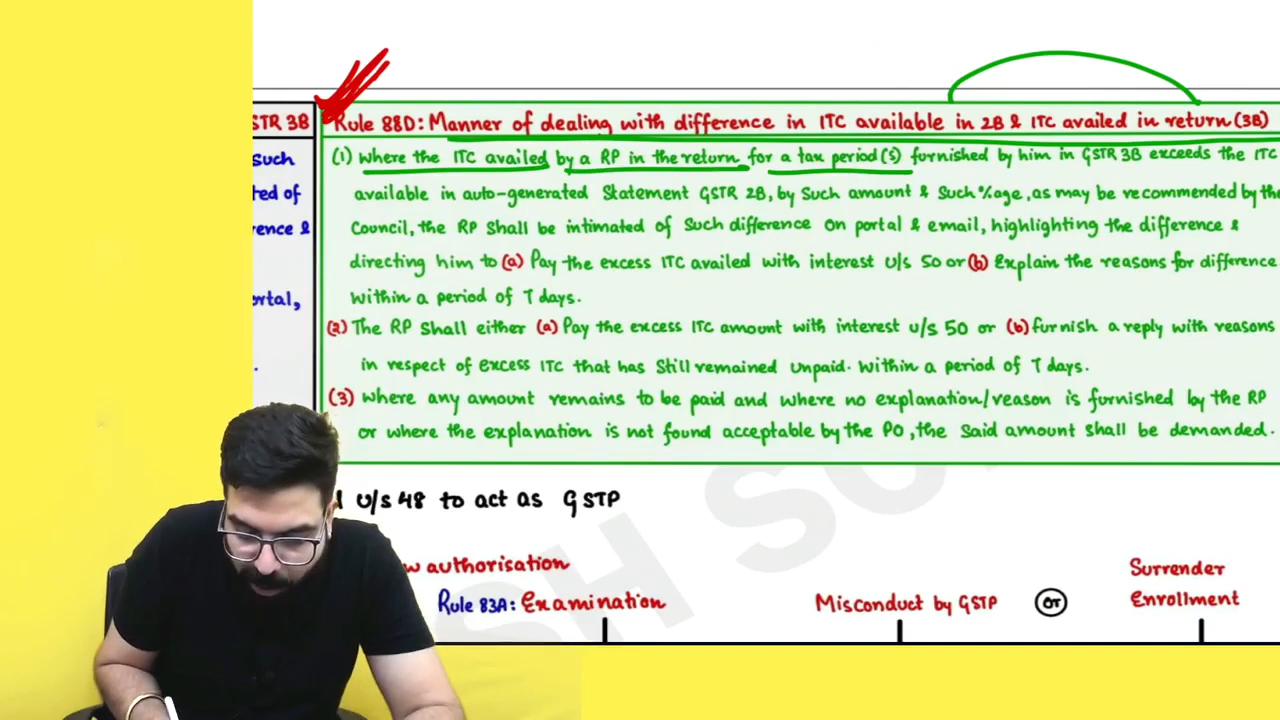 STR 3B
such
ted of
rence &
ortal,
Rule 88D: Manner of dealing with difference in ITC available in 2B & ITC availed in return (3B)
(1) Where the ITC availed by a RP in the return for a tax period(s) furnished by him in GSTR 3B exceeds the ITC
available in auto-generated Statement GSTR 2B, by such amount & such %age, as may be recommended by the
Council, the RP shall be intimated of such difference on portal & email, highlighting the difference &
directing him to (a) Pay the excess ITC availed with interest u/s 50 or (b) Explain the reasons for difference
within a period of 7 days.
(2) The RP shall either (a) Pay the excess ITC amount with interest u/s 50 or (b) furnish a reply with reasons
in respect of excess ITC that has still remained unpaid. within a period of 7 days.
(3) where any amount remains to be paid and where no explanation/reason is furnished by the RP
or where the explanation is not found acceptable by the PO, the said amount shall be demanded.
u/s 48 to act as GSTP
w authorisation
Rule 83A: Examination
Misconduct by GSTP
or
Surrender
Enrollment